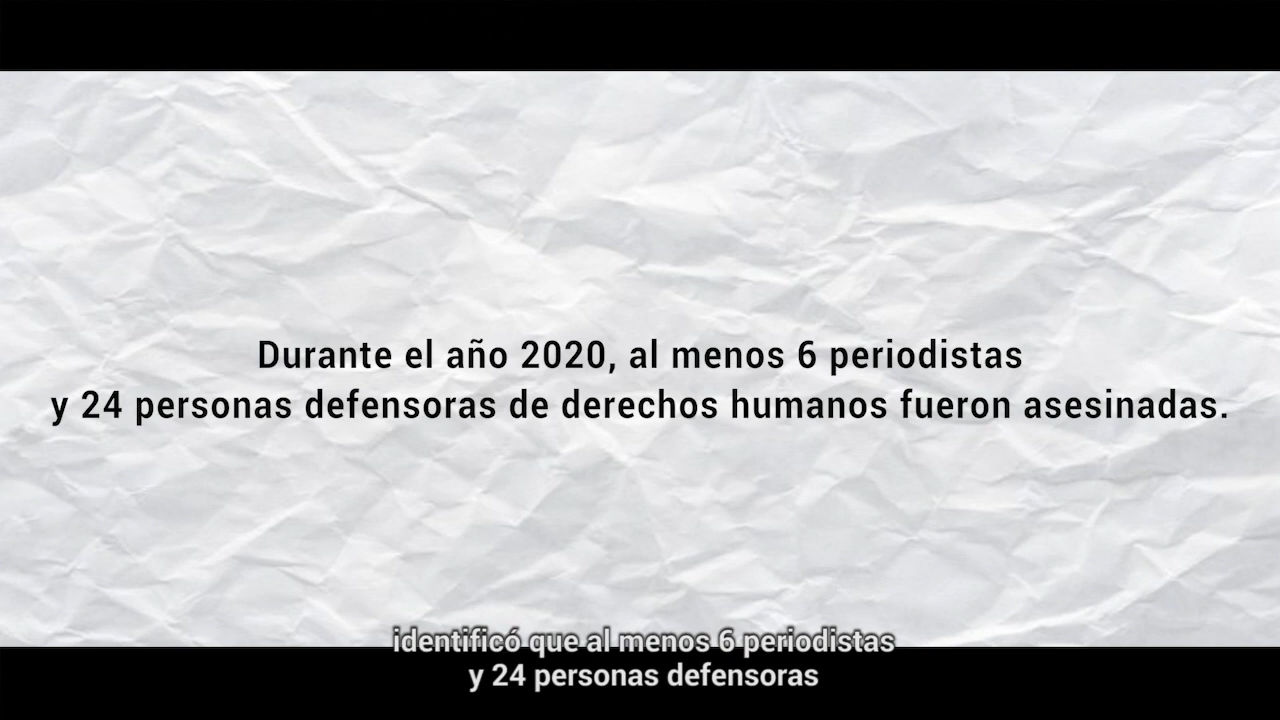 Durante el año 2020, al menos 6 periodistas
y 24 personas defensoras de derechos humanos fueron asesinadas.
identificó que al menos 6 periodistas
y 24 personas defensoras